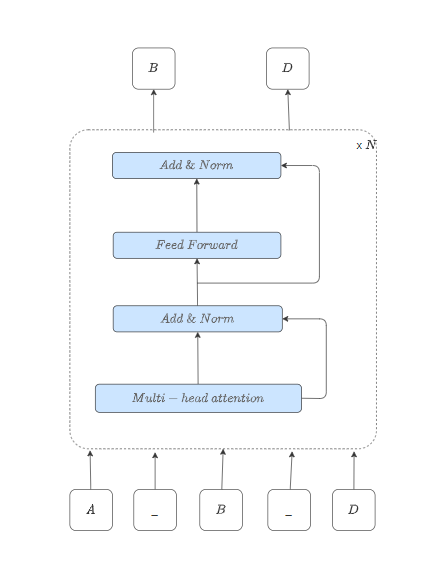 B D
x N
Add & Norm
Feed Forward
Add & Norm
Multi − head attention
A _ B _ D